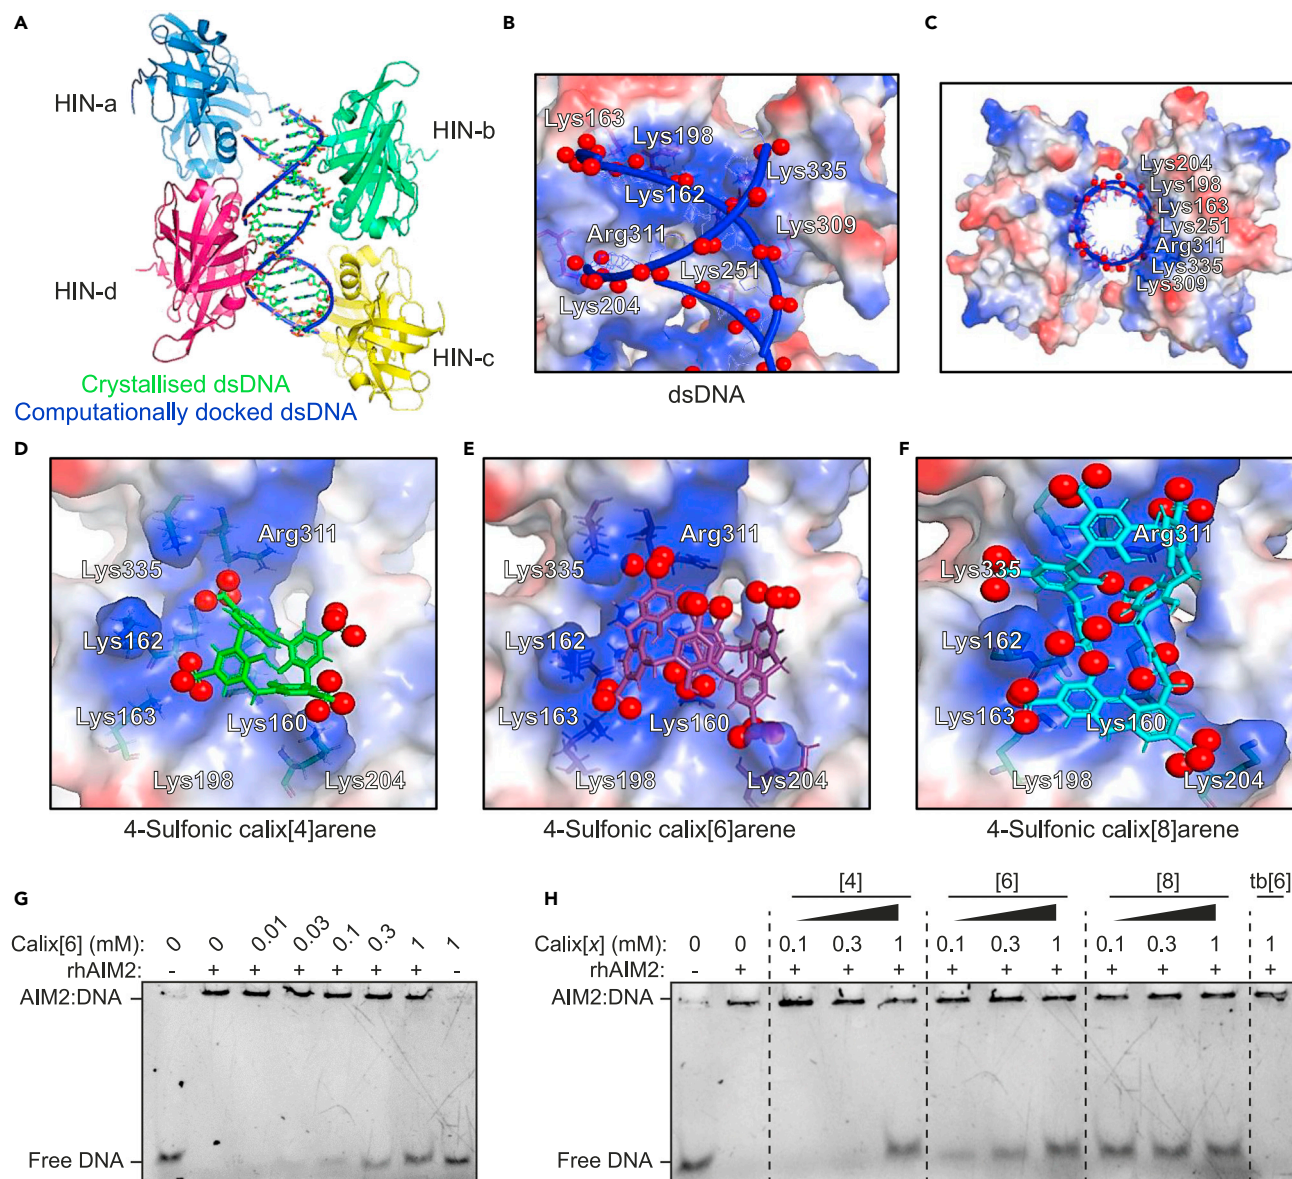 A
HIN-a
HIN-b
HIN-d
HIN-c
Crystallised dsDNA
Computationally docked dsDNA
B
Lys163
Lys198
Lys335
Lys162
Lys309
Arg311
Lys251
Lys204
dsDNA
C
Lys204
Lys198
Lys163
Lys251
Arg311
Lys335
Lys309
D
Arg311
Lys335
Lys162
Lys163
Lys160
Lys198
Lys204
4-Sulfonic calix[4]arene
E
Arg311
Lys335
Lys162
Lys163
Lys160
Lys198
Lys204
4-Sulfonic calix[6]arene
F
Arg311
Lys335
Lys162
Lys163
Lys160
Lys198
Lys204
4-Sulfonic calix[8]arene
G
Calix[6] (mM): 0 0 0.01 0.03 0.1 0.3 1 1
rhAIM2: - + + + + + + -
AIM2:DNA
Free DNA
H
[4] [6] [8] tb[6]
Calix[x] (mM): 0 0 0.1 0.3 1 0.1 0.3 1 0.1 0.3 1 1
rhAIM2: - + + + + + + + + + + +
AIM2:DNA
Free DNA